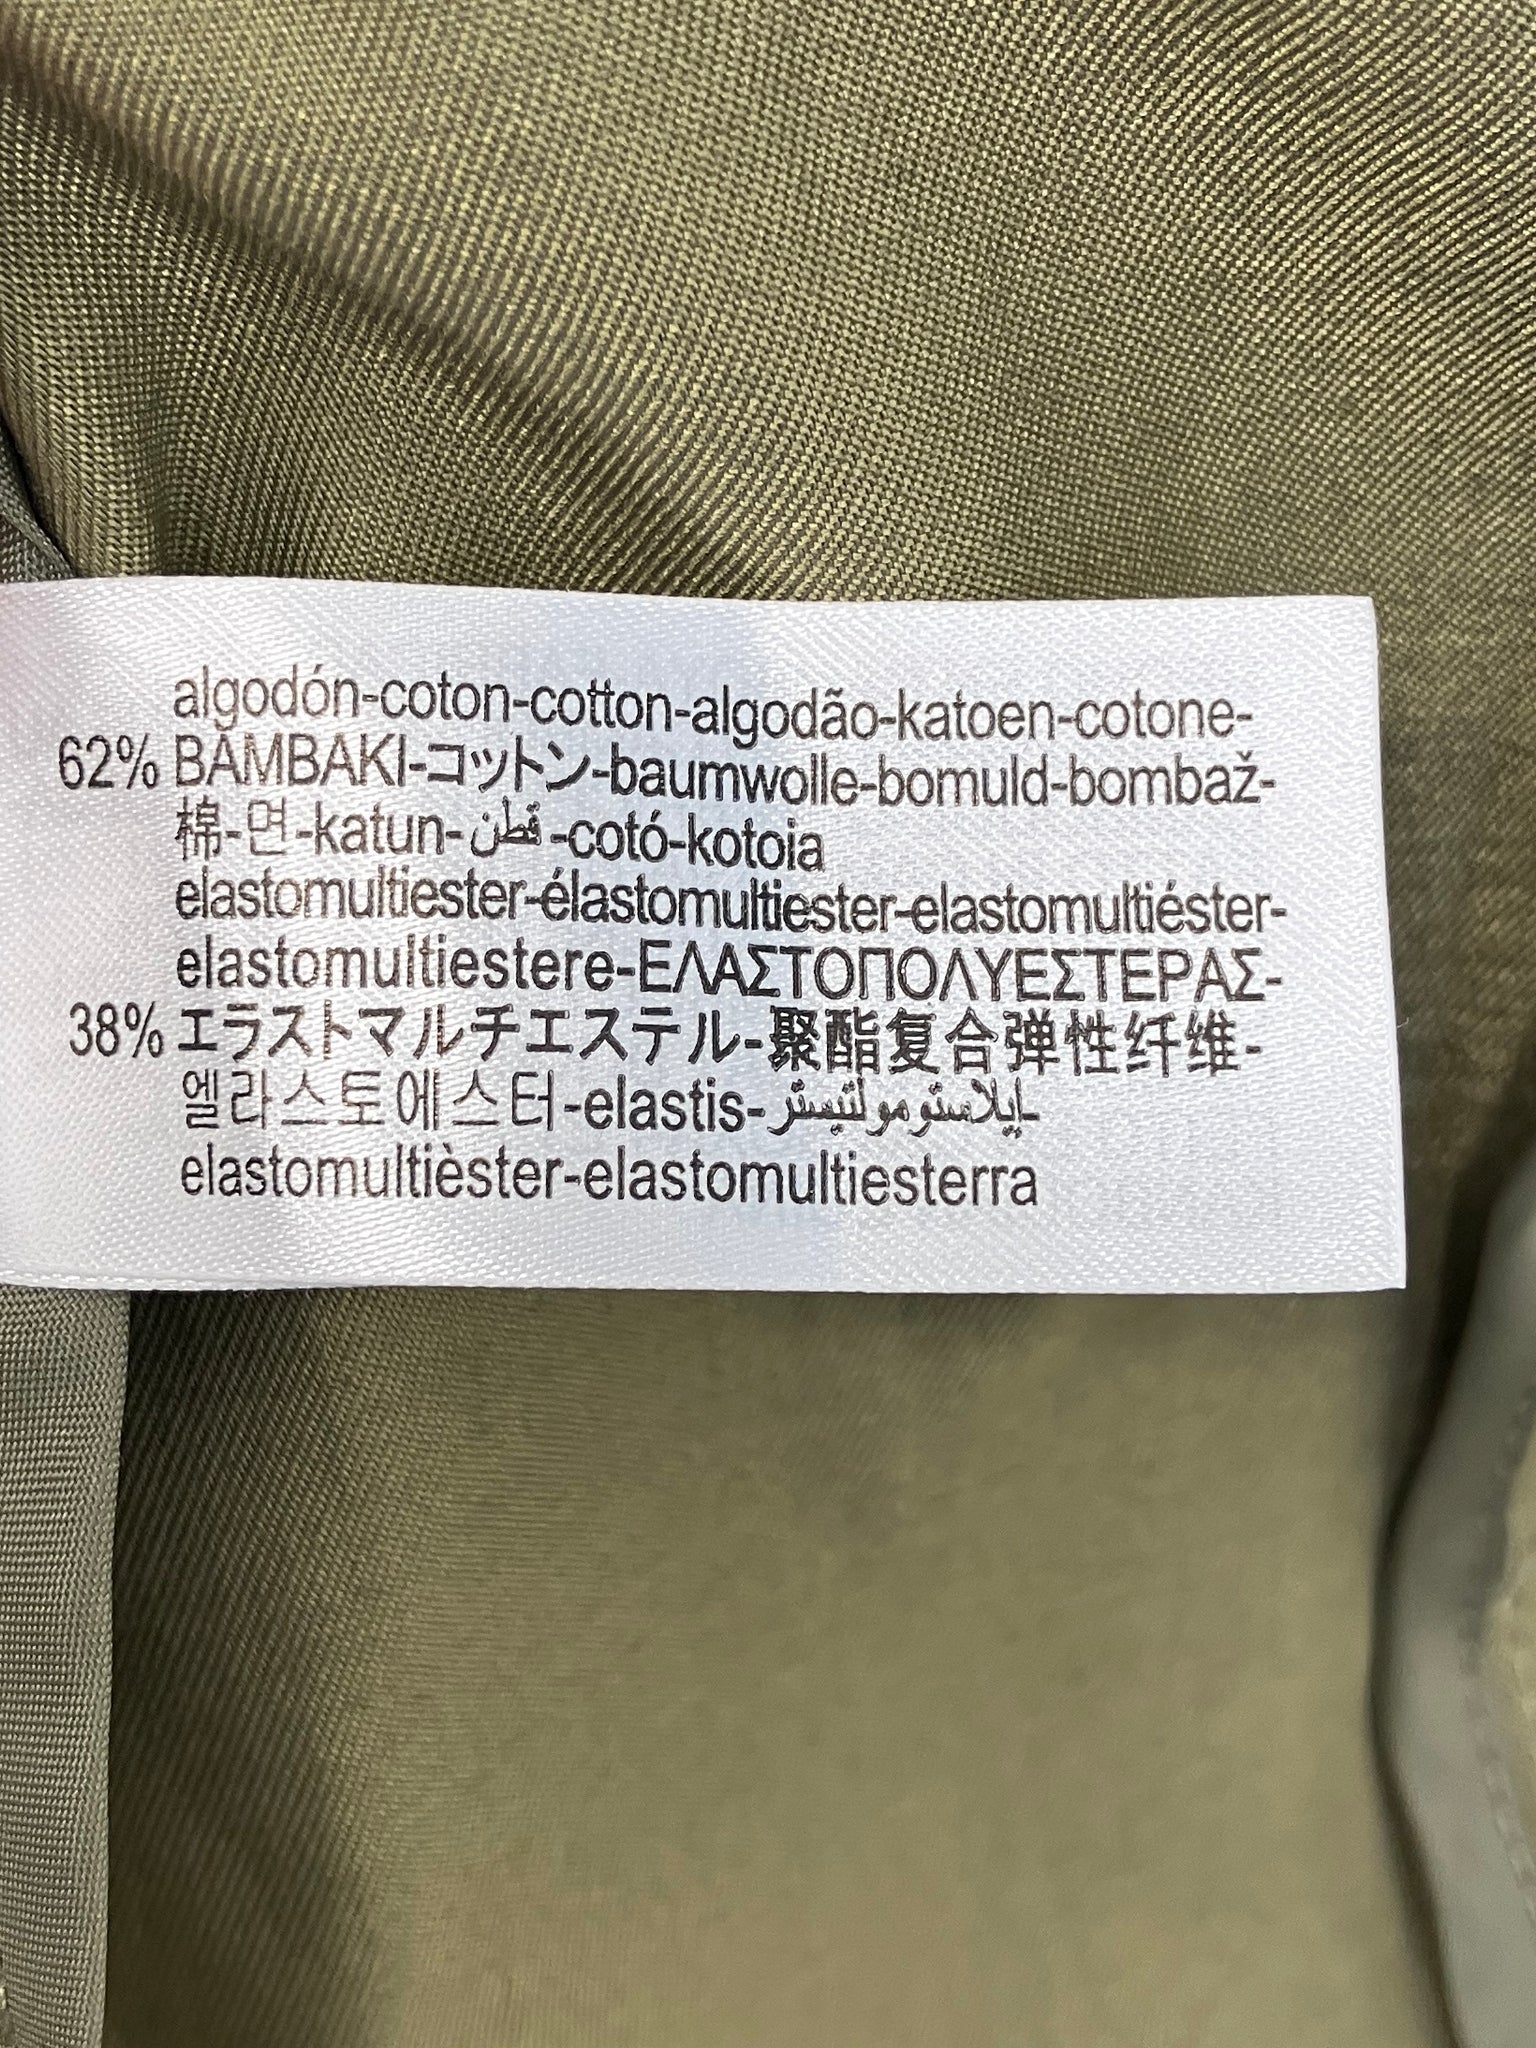 algodón-coton-cotton-algodão-katoen-cotone-
62% BAMBAKI-コットン-baumwolle-bomuld-bombaž-
棉-면-katun-قطن-cotó-kotoia
elastomultiester-élastomultiester-elastomultiéster-
elastomultiestere-ΕΛΑΣΤΟΠΟΛΥΕΣΤΕΡΑΣ-
38% エラストマルチエステル-聚酯复合弹性纤维-
엘라스토에스터-elastis-إيلاستومولتيستر-
elastomultièster-elastomultiesterra